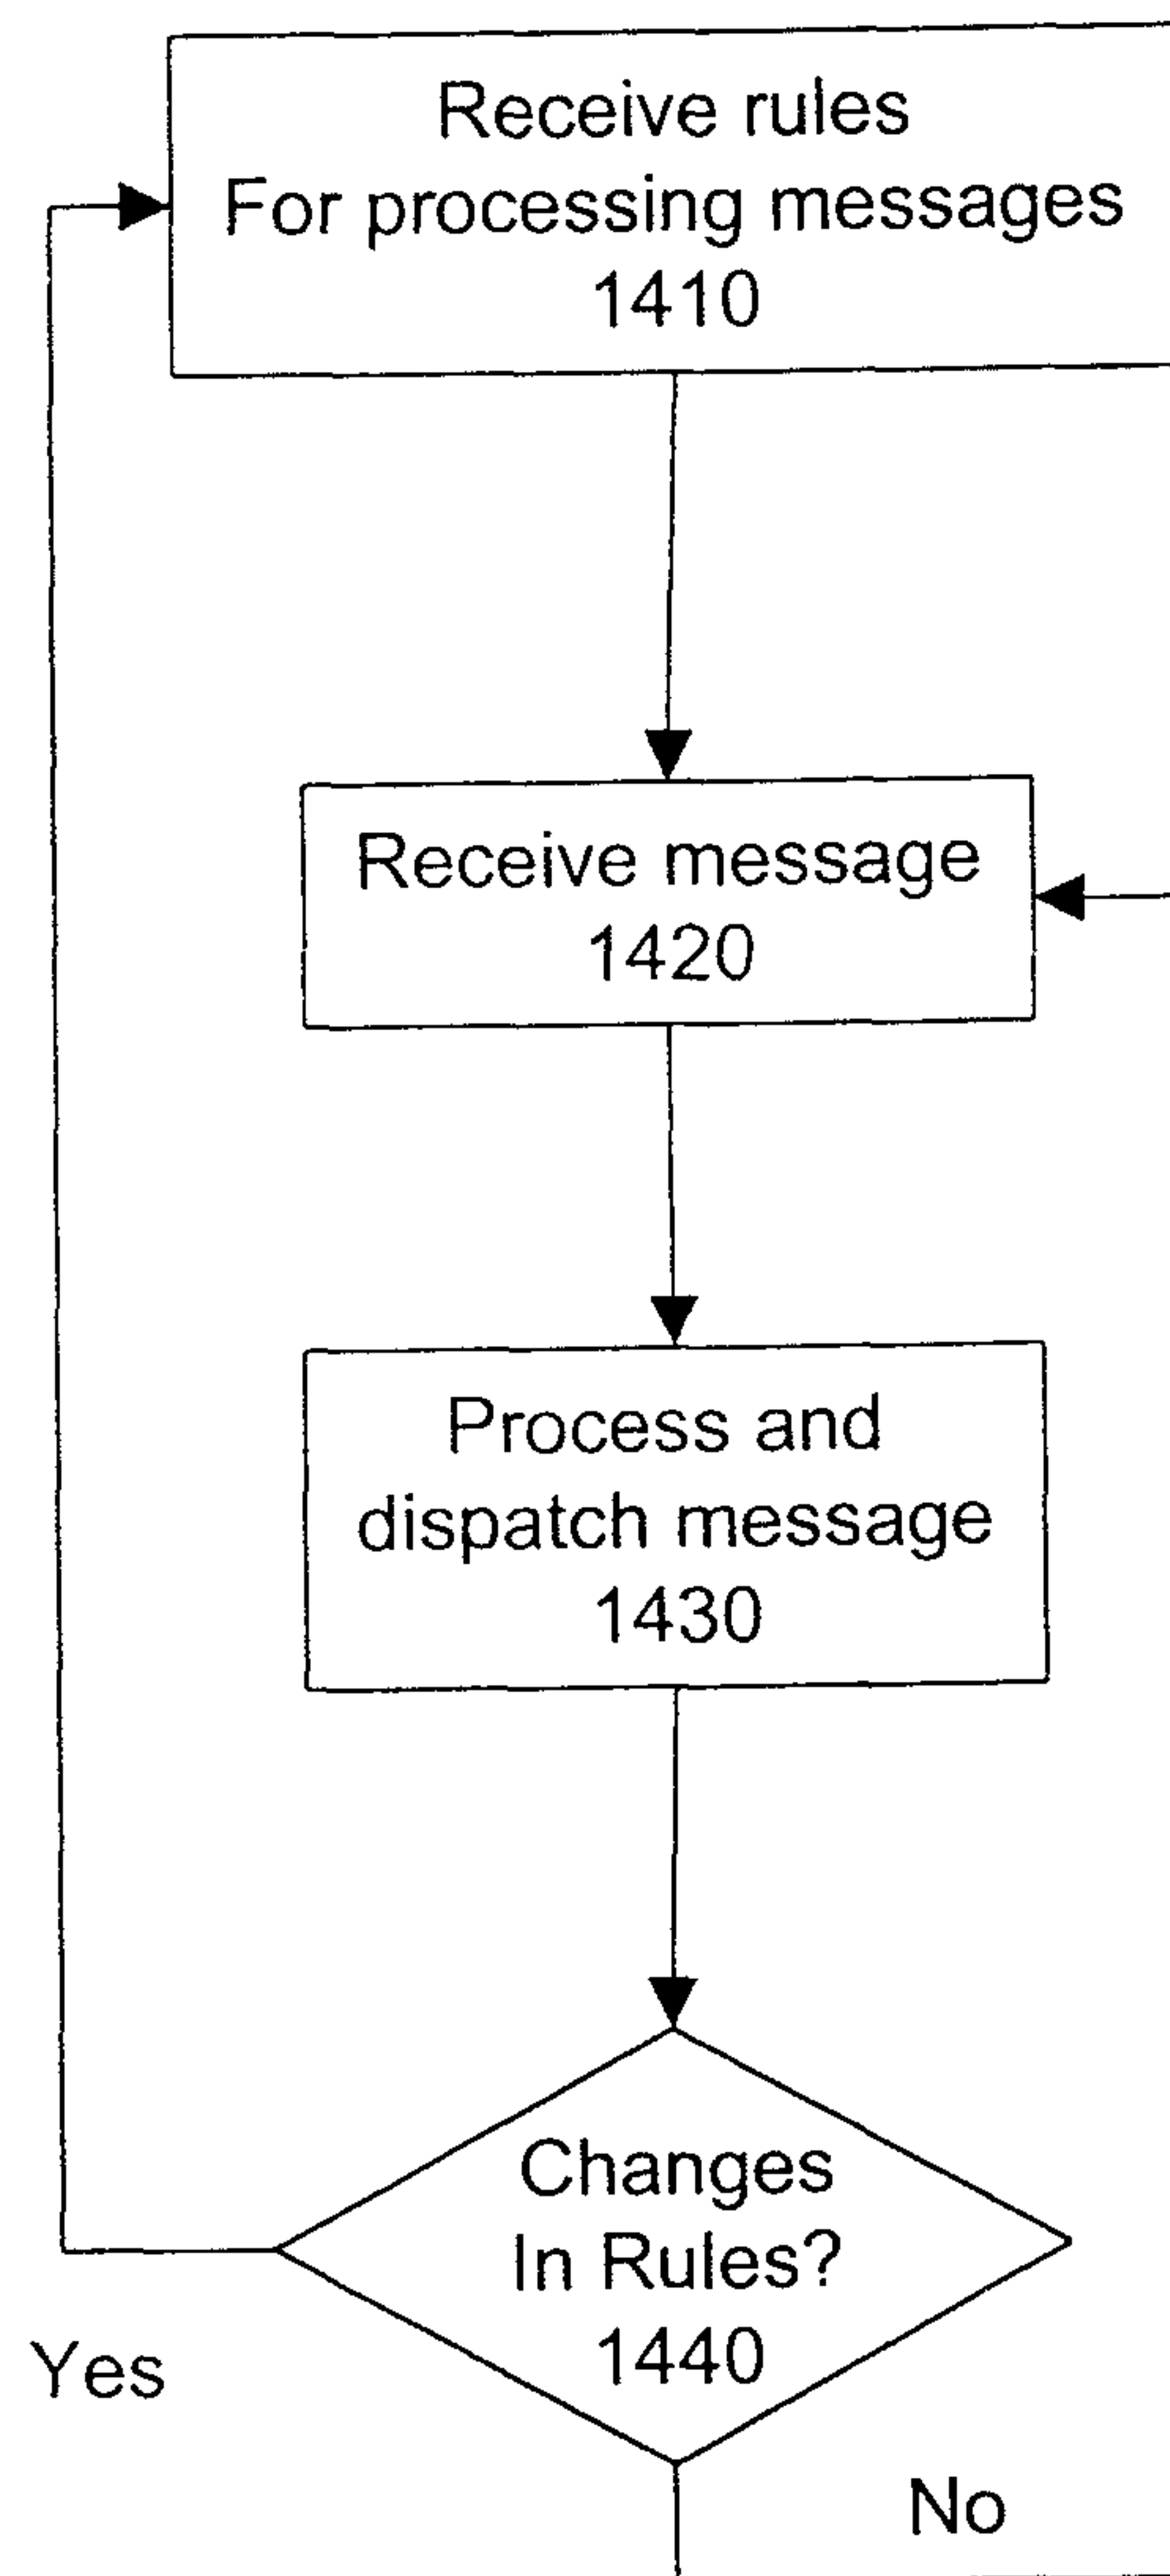 Receive rules
For processing messages
1410
Receive message
1420
Process and
dispatch message
1430
Changes
In Rules?
1440
Yes
No